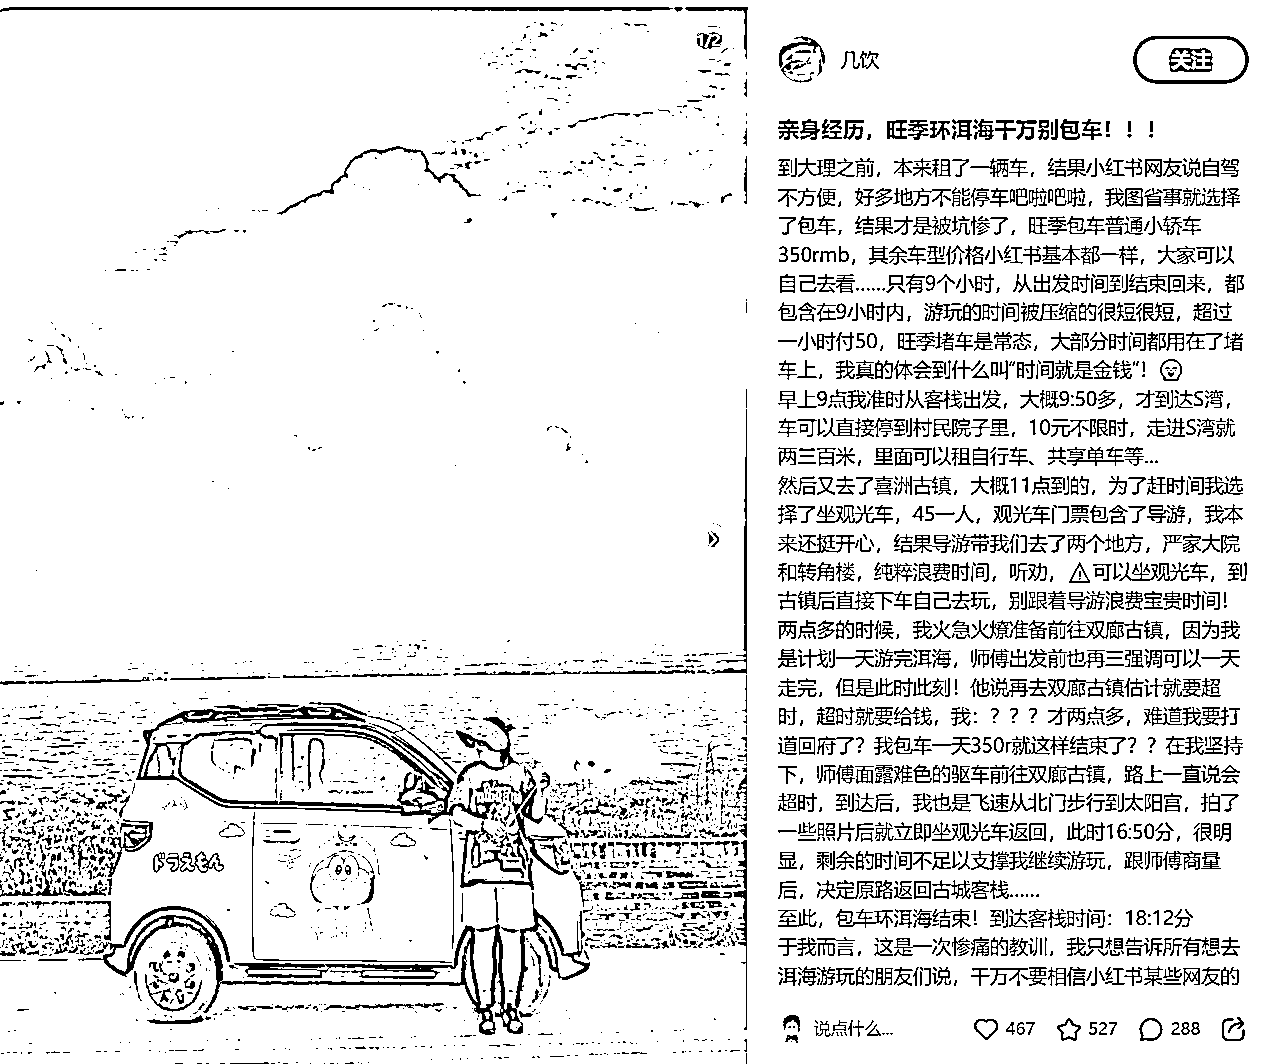 1/2
ドラえもん
几饮
关注
亲身经历，旺季环洱海千万别包车！！！
到大理之前，本来租了一辆车，结果小红书网友说自驾
不方便，好多地方不能停车吧啦吧啦，我图省事就选择
了包车，结果才是被坑惨了，旺季包车普通小轿车
350rmb，其余车型价格小红书基本都一样，大家可以
自己去看......只有9个小时，从出发时间到结束回来，都
包含在9小时内，游玩的时间被压缩的很短很短，超过
一小时付50，旺季堵车是常态，大部分时间都用在了堵
车上，我真的体会到什么叫“时间就是金钱”！
早上9点我准时从客栈出发，大概9:50多，才到达S湾，
车可以直接停到村民院子里，10元不限时，走进S湾就
两三百米，里面可以租自行车、共享单车等...
然后又去了喜洲古镇，大概11点到的，为了赶时间我选
择了坐观光车，45一人，观光车门票包含了导游，我本
来还挺开心，结果导游带我们去了两个地方，严家大院
和转角楼，纯粹浪费时间，听劝，⚠可以坐观光车，到
古镇后直接下车自己去玩，别跟着导游浪费宝贵时间！
两点多的时候，我火急火燎准备前往双廊古镇，因为我
是计划一天游完洱海，师傅出发前也再三强调可以一天
走完，但是此时此刻！他说再去双廊古镇估计就要超
时，超时就要给钱，我：？？？才两点多，难道我要打
道回府了？我包车一天350r就这样结束了？？在我坚持
下，师傅面露难色的驱车前往双廊古镇，路上一直说会
超时，到达后，我也是飞速从北门步行到太阳宫，拍了
一些照片后就立即坐观光车返回，此时16:50分，很明
显，剩余的时间不足以支撑我继续游玩，跟师傅商量
后，决定原路返回古城客栈......
至此，包车环洱海结束！到达客栈时间：18:12分
于我而言，这是一次惨痛的教训，我只想告诉所有想去
洱海游玩的朋友们说，千万不要相信小红书某些网友的
说点什么...
467
527
288